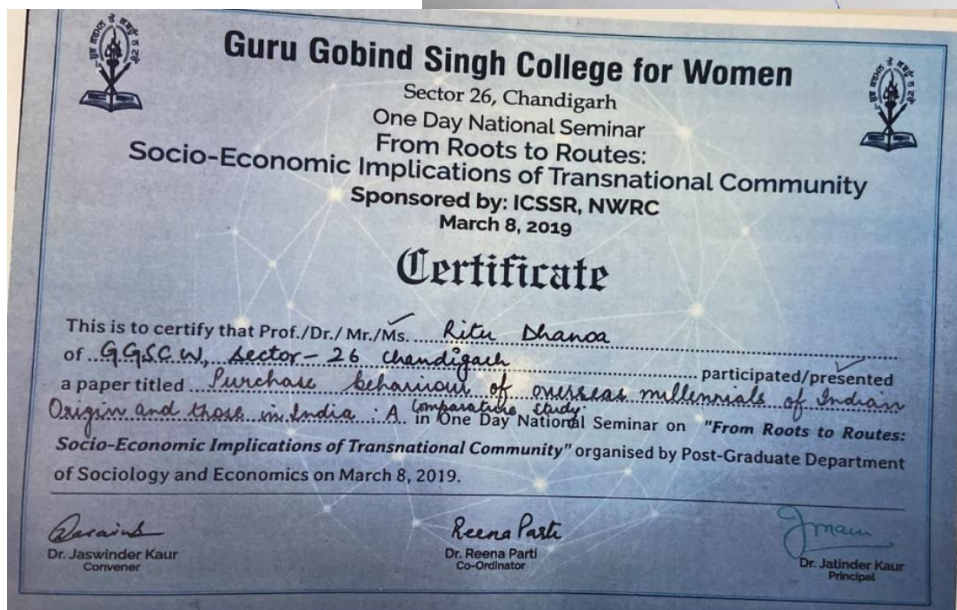 Guru Gobind Singh College for Women
Sector 26, Chandigarh
One Day National Seminar
From Roots to Routes:
Socio-Economic Implications of Transnational Community
Sponsored by: ICSSR, NWRC
March 8, 2019
Certificate
This is to certify that Prof./Dr./ Mr./Ms. Ritu Dhanoa
of G.G.S.C.W, Sector-26 Chandigarh participated/presented
a paper titled Purchase behaviour of overseas millennials of Indian
Origin and those in India : A comparative study
in One Day National Seminar on "From Roots to Routes:
Socio-Economic Implications of Transnational Community" organised by Post-Graduate Department
of Sociology and Economics on March 8, 2019.
Reena Parti
Dr. Jaswinder Kaur
Convener
Dr. Reena Parti
Co-Ordinator
Dr. Jatinder Kaur
Principal